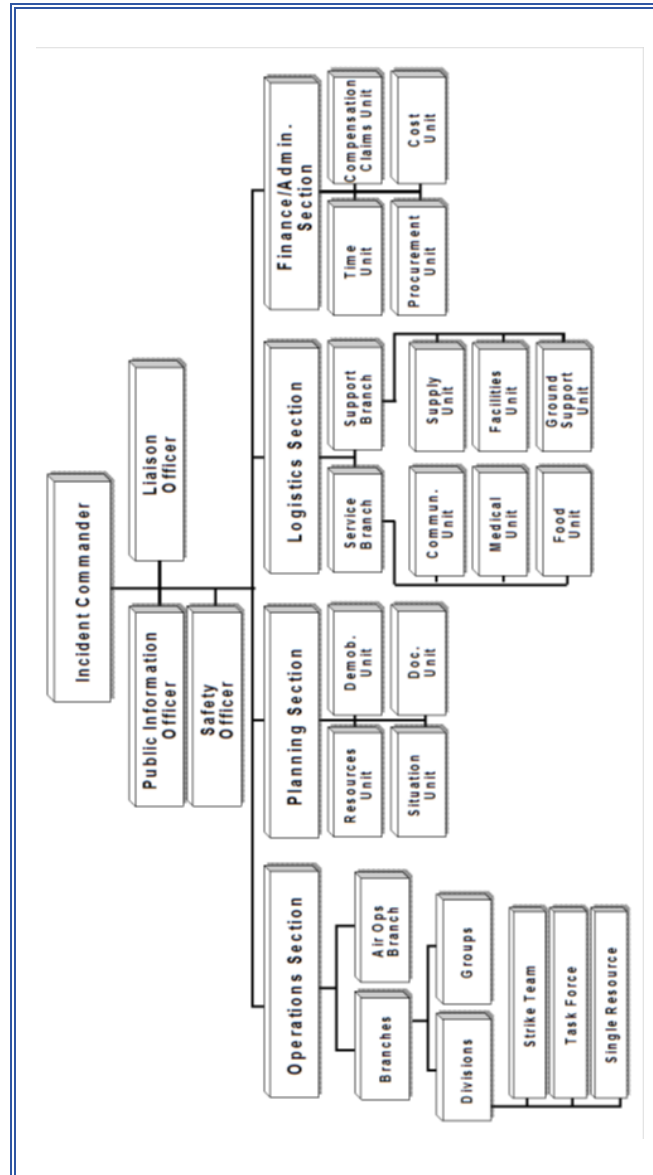 Incident Commander
Public Information
Officer
Liaison
Officer
Safety
Officer
Operations Section
Planning Section
Logistics Section
Finance/Admin.
Section
Branches
Air Ops
Branch
Divisions
Groups
Strike Team
Task Force
Single Resource
Resources
Unit
Demob.
Unit
Situation
Unit
Doc.
Unit
Service
Branch
Support
Branch
Commun.
Unit
Medical
Unit
Food
Unit
Supply
Unit
Facilities
Unit
Ground
Support
Unit
Time
Unit
Compensation
Claims Unit
Procurement
Unit
Cost
Unit